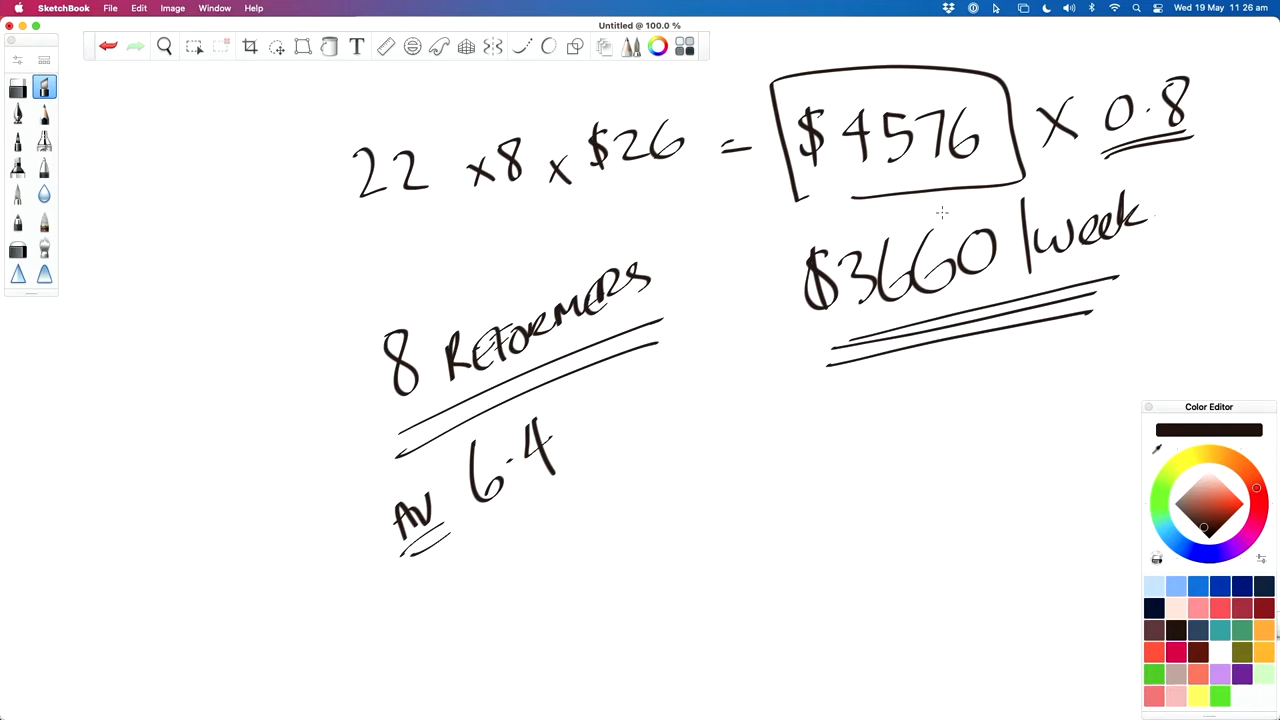 SketchBook File Edit Image Window Help
Wed 19 May 11:26 am
Untitled @ 100.0 %
T
22 x8 x $26 = $4576 x 0.8
$3660 /week
8 REFORMERS
AV 6.4
Color Editor